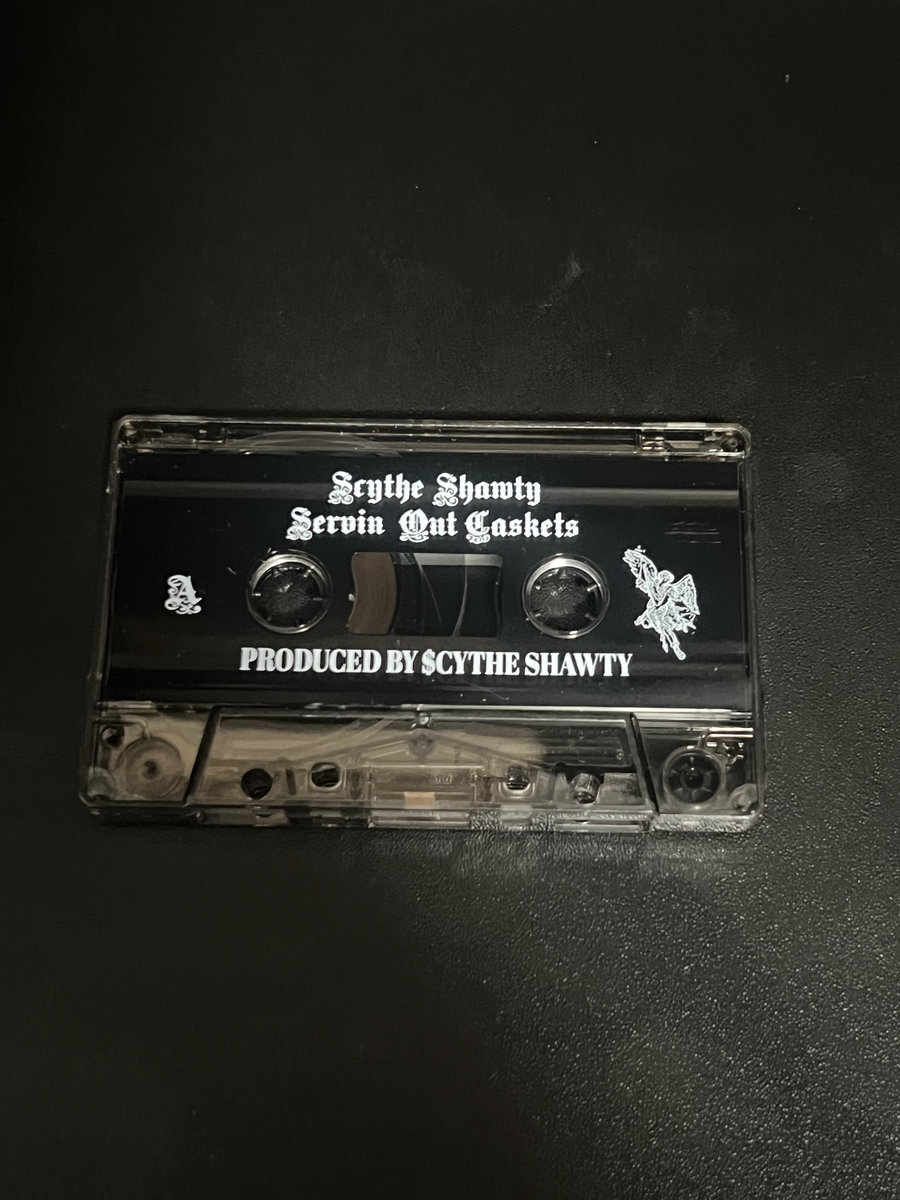 Scythe Shawty
Servin Out Caskets
A
PRODUCED BY $CYTHE SHAWTY